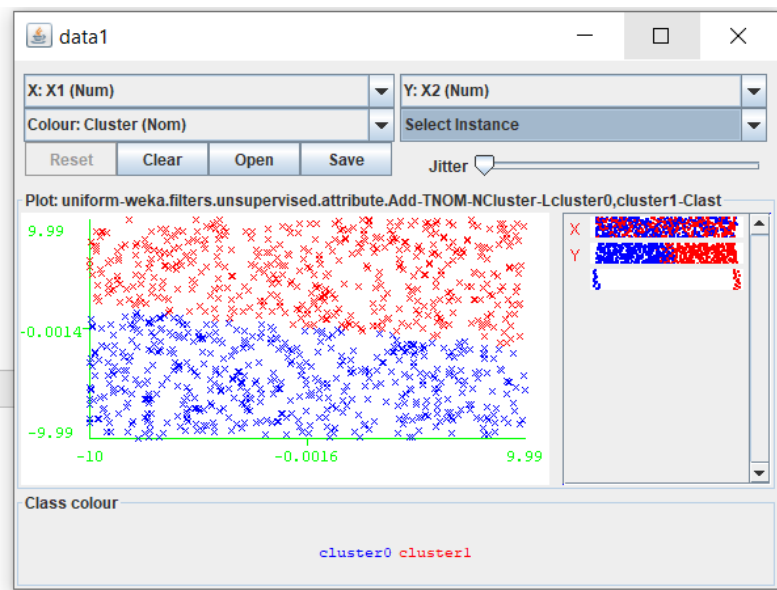 data1
X: X1 (Num) Y: X2 (Num)
Colour: Cluster (Nom) Select Instance
Reset Clear Open Save Jitter
Plot: uniform-weka.filters.unsupervised.attribute.Add-TNOM-NCluster-Lcluster0,cluster1-Clast
9.99
-0.0014
-9.99
-10 -0.0016 9.99
X
Y
Class colour
cluster0 cluster1